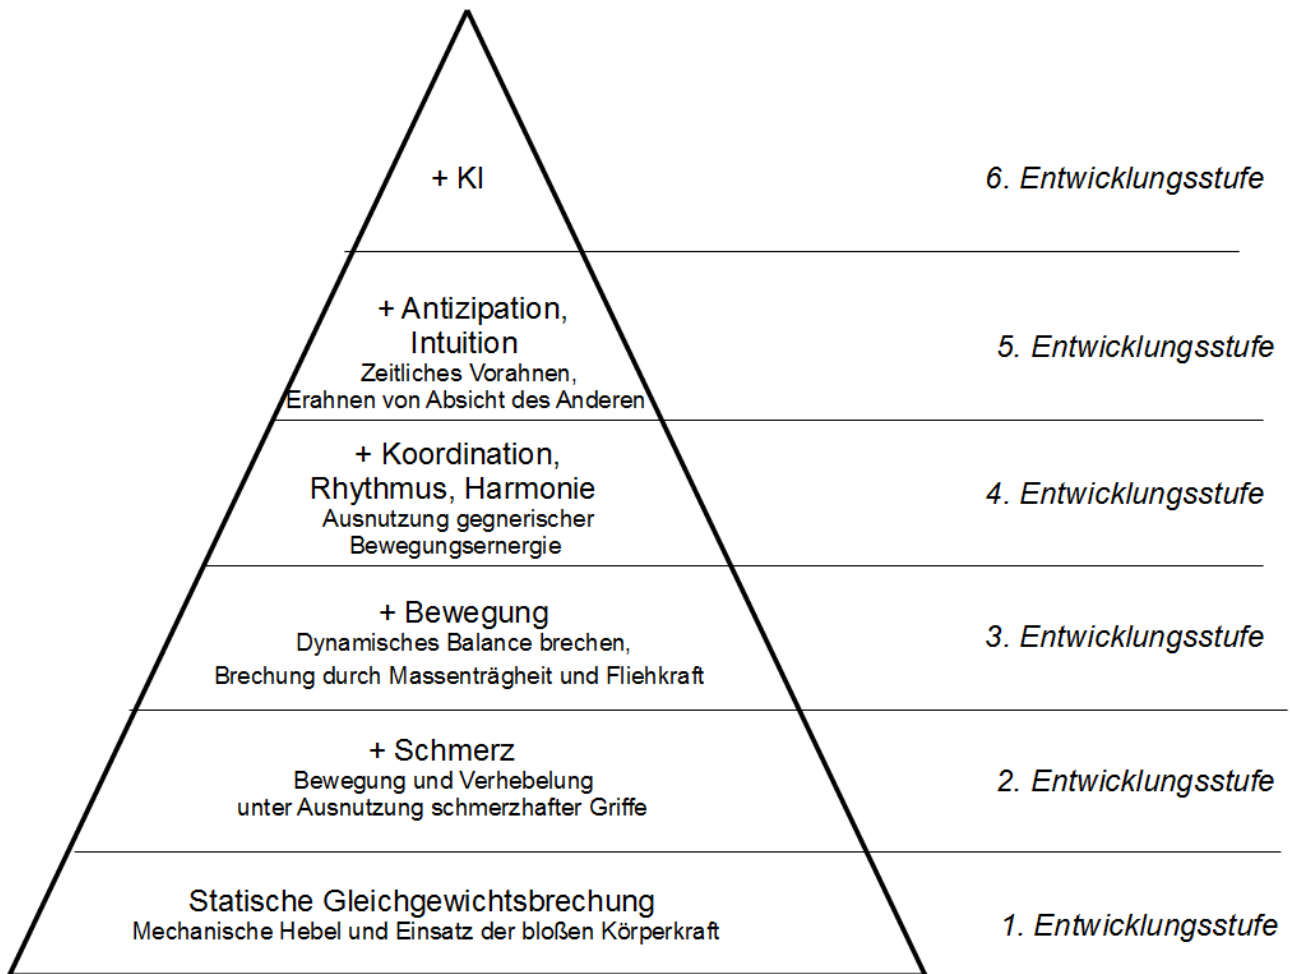 + KI
6. Entwicklungsstufe
+ Antizipation,
Intuition
Zeitliches Vorahnen,
Erahnen von Absicht des Anderen
5. Entwicklungsstufe
+ Koordination,
Rhythmus, Harmonie
Ausnutzung gegnerischer
Bewegungsernergie
4. Entwicklungsstufe
+ Bewegung
Dynamisches Balance brechen,
Brechung durch Massenträgheit und Fliehkraft
3. Entwicklungsstufe
+ Schmerz
Bewegung und Verhebelung
unter Ausnutzung schmerzhafter Griffe
2. Entwicklungsstufe
Statische Gleichgewichtsbrechung
Mechanische Hebel und Einsatz der bloßen Körperkraft
1. Entwicklungsstufe